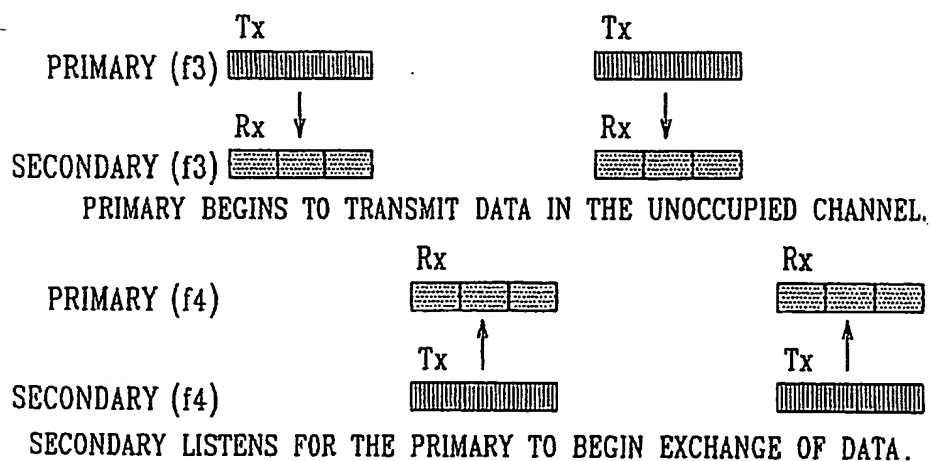 Tx Tx
PRIMARY (f3)
Rx Rx
SECONDARY (f3)
PRIMARY BEGINS TO TRANSMIT DATA IN THE UNOCCUPIED CHANNEL.
Rx Rx
PRIMARY (f4)
Tx Tx
SECONDARY (f4)
SECONDARY LISTENS FOR THE PRIMARY TO BEGIN EXCHANGE OF DATA.